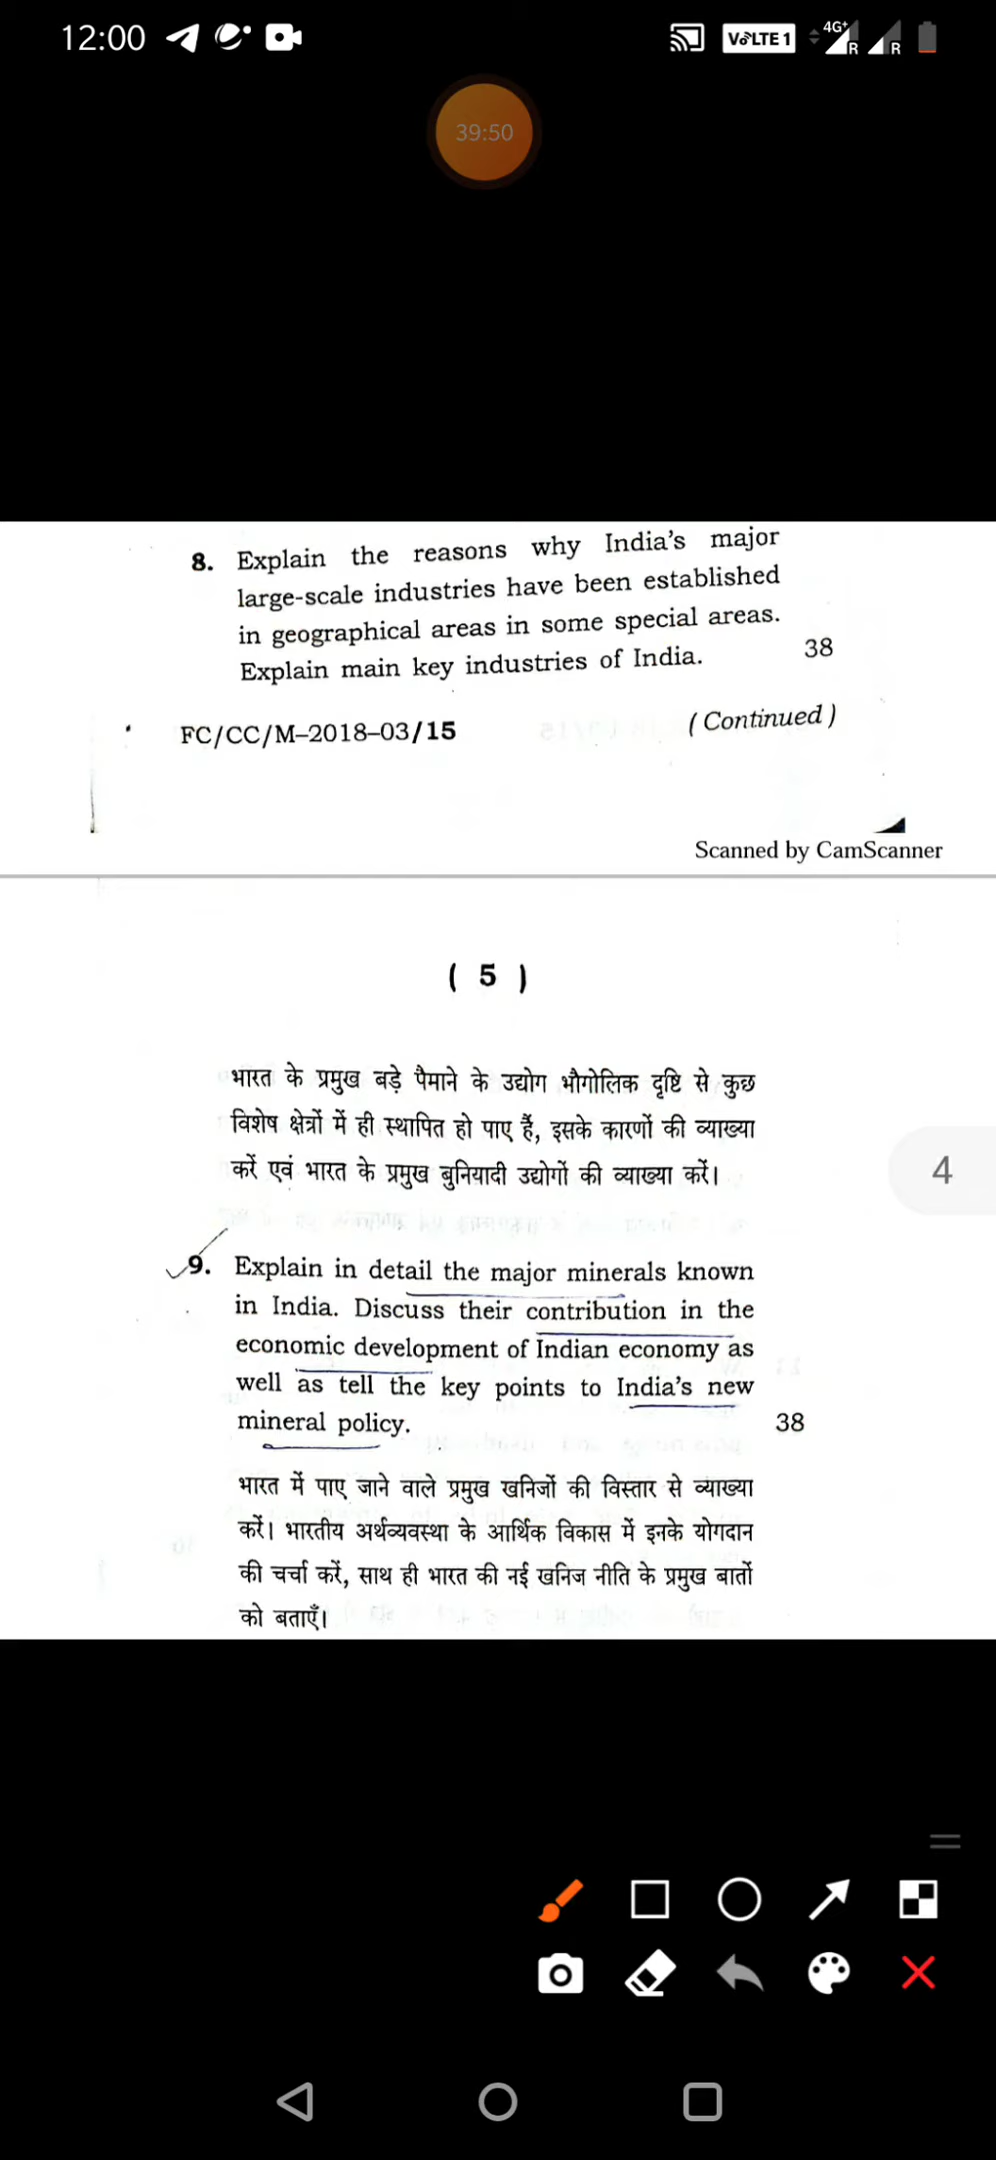 12:00
VoLTE 1
4G+
R
R
39:50
8. Explain the reasons why India's major
large-scale industries have been established
in geographical areas in some special areas.
Explain main key industries of India. 38
FC/CC/M–2018–03/15 (Continued)
Scanned by CamScanner
( 5 )
भारत के प्रमुख बड़े पैमाने के उद्योग भौगोलिक दृष्टि से कुछ
विशेष क्षेत्रों में ही स्थापित हो पाए हैं, इसके कारणों की व्याख्या
करें एवं भारत के प्रमुख बुनियादी उद्योगों की व्याख्या करें।
4
9. Explain in detail the major minerals known
in India. Discuss their contribution in the
economic development of Indian economy as
well as tell the key points to India's new
mineral policy. 38
भारत में पाए जाने वाले प्रमुख खनिजों की विस्तार से व्याख्या
करें। भारतीय अर्थव्यवस्था के आर्थिक विकास में इनके योगदान
की चर्चा करें, साथ ही भारत की नई खनिज नीति के प्रमुख बातों
को बताएँ।